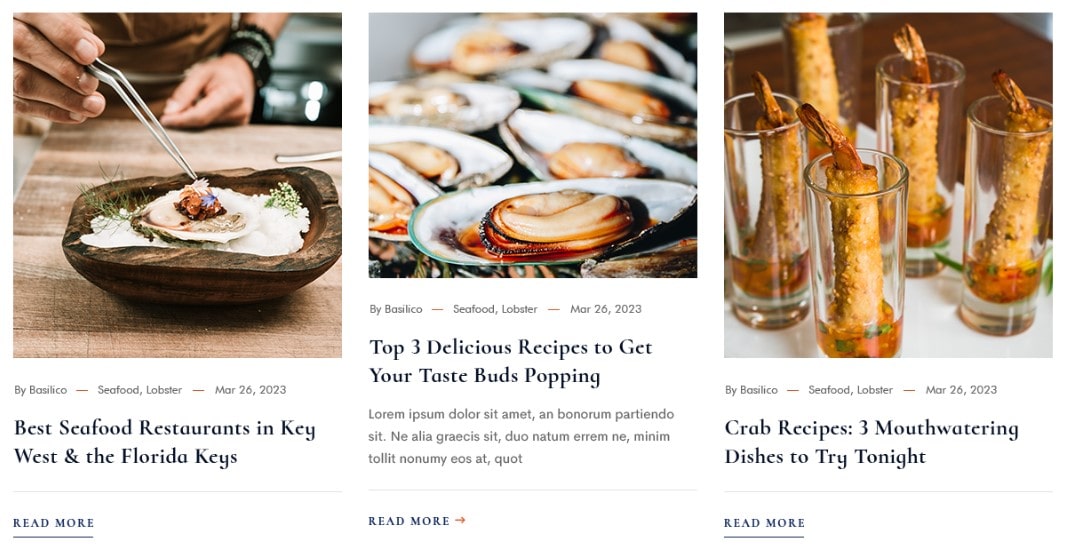 By Basilico — Seafood, Lobster — Mar 26, 2023
Best Seafood Restaurants in Key
West & the Florida Keys
READ MORE
By Basilico — Seafood, Lobster — Mar 26, 2023
Top 3 Delicious Recipes to Get
Your Taste Buds Popping
Lorem ipsum dolor sit amet, an bonorum partiendo
sit. Ne alia graecis sit, duo natum errem ne, minim
tollit nonumy eos at, quot
READ MORE →
By Basilico — Seafood, Lobster — Mar 26, 2023
Crab Recipes: 3 Mouthwatering
Dishes to Try Tonight
READ MORE